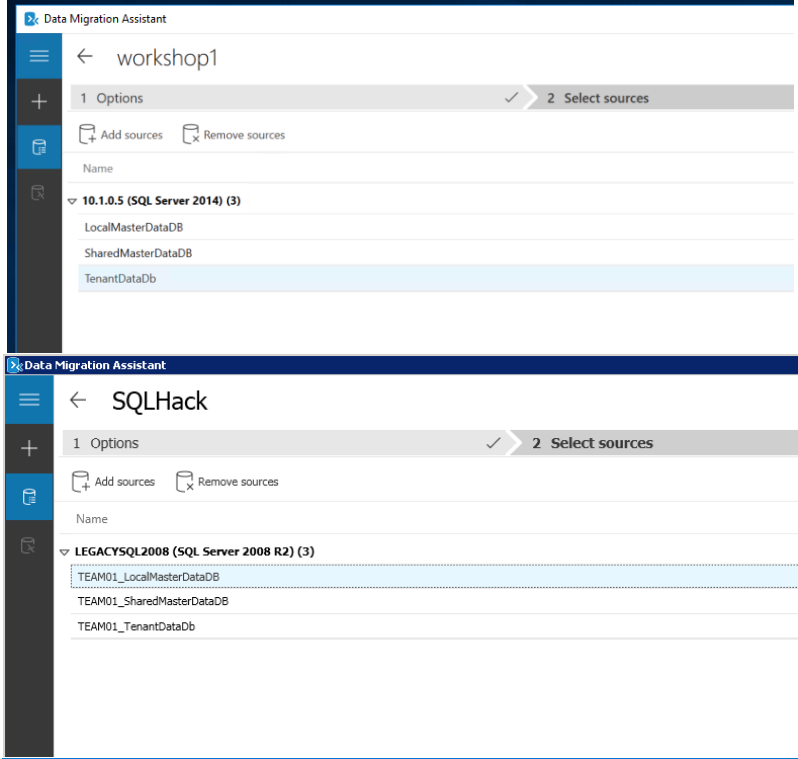 Data Migration Assistant
workshop1
1 Options 2 Select sources
Add sources Remove sources
Name
10.1.0.5 (SQL Server 2014) (3)
LocalMasterDataDB
SharedMasterDataDB
TenantDataDb
Data Migration Assistant
SQLHack
1 Options 2 Select sources
Add sources Remove sources
Name
LEGACYSQL2008 (SQL Server 2008 R2) (3)
TEAM01_LocalMasterDataDB
TEAM01_SharedMasterDataDB
TEAM01_TenantDataDb